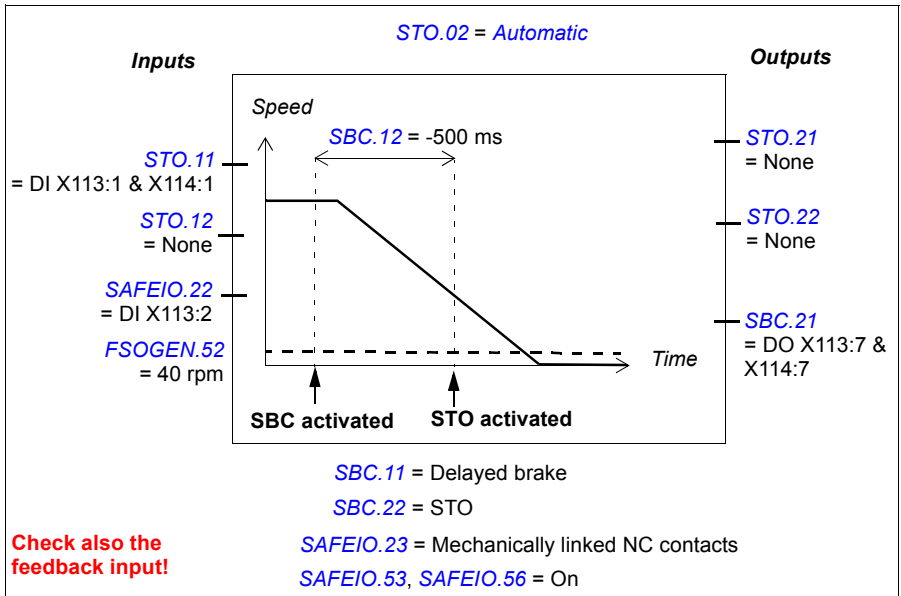 STO.02 = Automatic
Inputs
Outputs
Speed
SBC.12 = -500 ms
STO.11
= DI X113:1 & X114:1
STO.12
= None
SAFEIO.22
= DI X113:2
FSOGEN.52
= 40 rpm
STO.21
= None
STO.22
= None
SBC.21
= DO X113:7 &
X114:7
Time
SBC activated
STO activated
SBC.11 = Delayed brake
SBC.22 = STO
Check also the
feedback input!
SAFEIO.23 = Mechanically linked NC contacts
SAFEIO.53, SAFEIO.56 = On